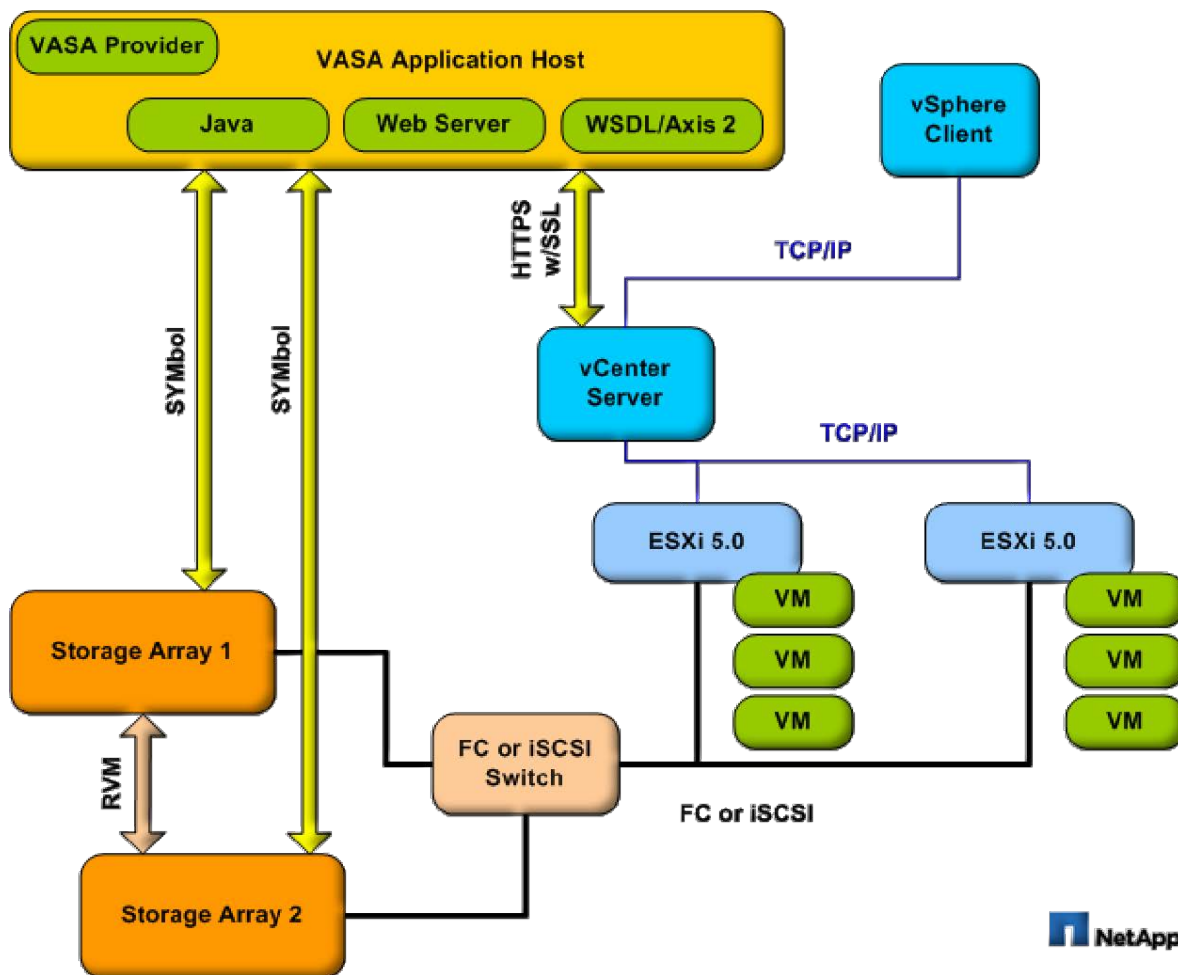 VASA Provider
VASA Application Host
Java
Web Server
WSDL/Axis 2
vSphere
Client
SYMbol
SYMbol
HTTPS
w/SSL
TCP/IP
vCenter
Server
TCP/IP
ESXi 5.0
ESXi 5.0
VM
VM
VM
VM
VM
VM
Storage Array 1
FC or iSCSI
Switch
RVM
FC or iSCSI
Storage Array 2
NetApp